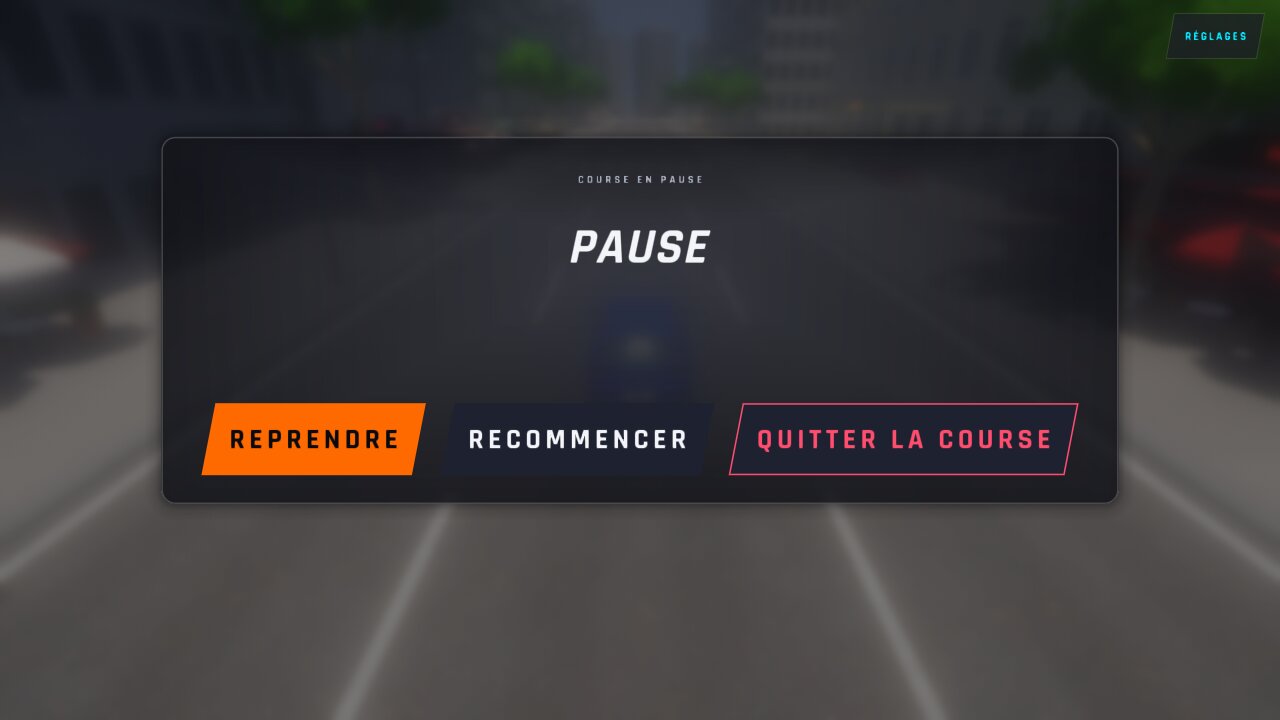 RÉGLAGES
COURSE EN PAUSE
PAUSE
REPRENDRE
RECOMMENCER
QUITTER LA COURSE